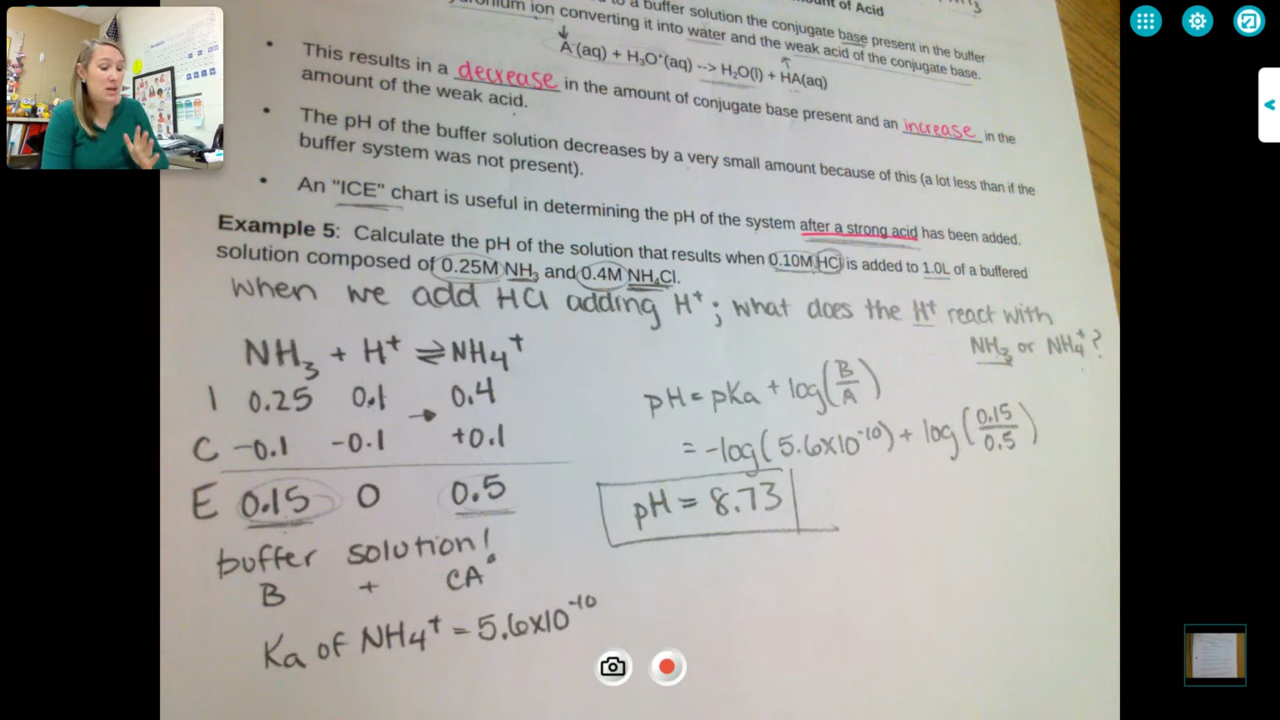 ount of Acid
to a buffer solution the conjugate base present in the buffer
ion converting it into water and the weak acid of the conjugate base.
A⁻(aq) + H₃O⁺(aq) --> H₂O(l) + HA(aq)
• This results in a decrease in the amount of conjugate base present and an increase in the
amount of the weak acid.
• The pH of the buffer solution decreases by a very small amount because of this (a lot less than if the
buffer system was not present).
• An "ICE" chart is useful in determining the pH of the system after a strong acid has been added.
Example 5: Calculate the pH of the solution that results when 0.10M HCl is added to 1.0L of a buffered
solution composed of 0.25M NH₃ and 0.4M NH₄Cl.
When we add HCl adding H⁺; what does the H⁺ react with
NH₃ or NH₄⁺?
NH₃ + H⁺ ⇌ NH₄⁺
I 0.25 0.1 → 0.4
C -0.1 -0.1 +0.1
E 0.15 0 0.5
buffer solution!
B + CA
Ka of NH₄⁺ = 5.6x10⁻¹⁰
pH = pKa + log(B/A)
= -log(5.6x10⁻¹⁰) + log(0.15/0.5)
pH = 8.73